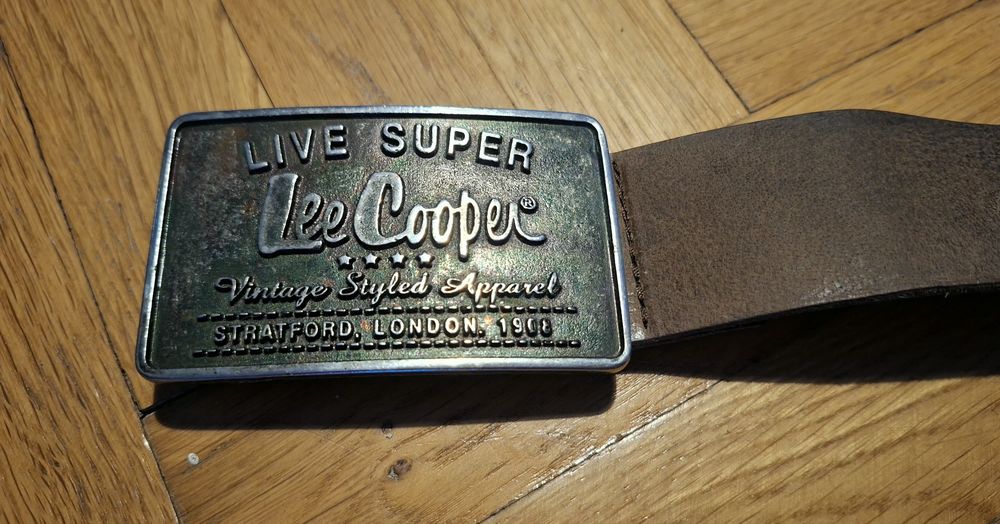 LIVE SUPER
Lee Cooper®
Vintage Styled Apparel
STRATFORD. LONDON. 1908